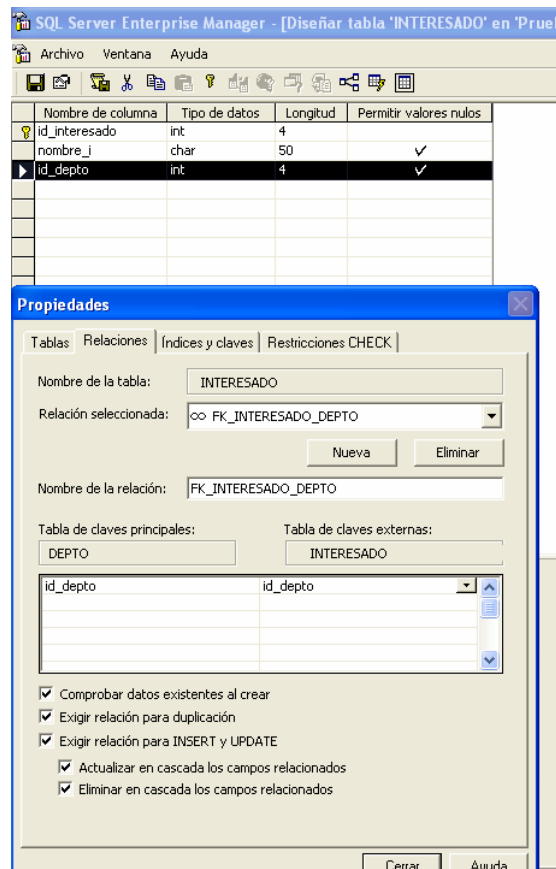 SQL Server Enterprise Manager - [Diseñar tabla 'INTERESADO' en 'Prue
Archivo Ventana Ayuda
Nombre de columna Tipo de datos Longitud Permitir valores nulos
id_interesado int 4
nombre_i char 50
id_depto int 4
Propiedades
Tablas Relaciones Índices y claves Restricciones CHECK
Nombre de la tabla: INTERESADO
Relación seleccionada: FK_INTERESADO_DEPTO
Nueva Eliminar
Nombre de la relación: FK_INTERESADO_DEPTO
Tabla de claves principales: Tabla de claves externas:
DEPTO INTERESADO
id_depto id_depto
Comprobar datos existentes al crear
Exigir relación para duplicación
Exigir relación para INSERT y UPDATE
Actualizar en cascada los campos relacionados
Eliminar en cascada los campos relacionados
Cerrar Ayuda